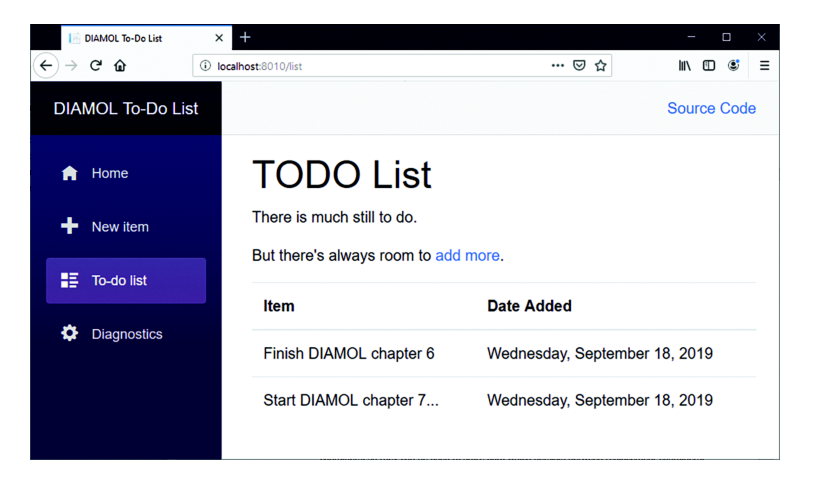 DIAMOL To-Do List
localhost:8010/list
DIAMOL To-Do List
Source Code
Home
New item
To-do list
Diagnostics
TODO List
There is much still to do.
But there's always room to add more.
Item Date Added
Finish DIAMOL chapter 6 Wednesday, September 18, 2019
Start DIAMOL chapter 7... Wednesday, September 18, 2019